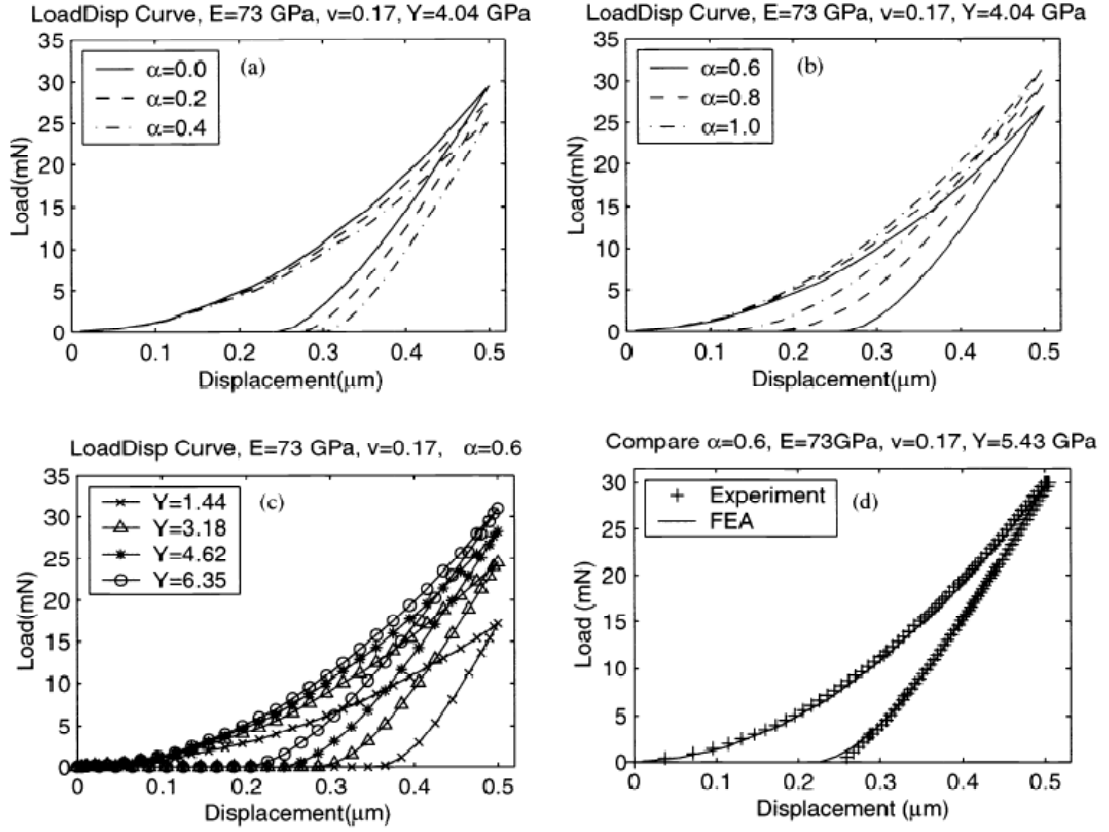 LoadDisp Curve, E=73 GPa, v=0.17, Y=4.04 GPa
35
30
25
20
15
10
5
0
Load(mN)
α=0.0
α=0.2
α=0.4
(a)
0
0.1
0.2
0.3
0.4
0.5
Displacement(μm)
LoadDisp Curve, E=73 GPa, v=0.17, Y=4.04 GPa
35
30
25
20
15
10
5
0
Load(mN)
α=0.6
α=0.8
α=1.0
(b)
0
0.1
0.2
0.3
0.4
0.5
Displacement(μm)
LoadDisp Curve, E=73 GPa, v=0.17, α=0.6
35
30
25
20
15
10
5
0
Load(mN)
Y=1.44
Y=3.18
Y=4.62
Y=6.35
(c)
0
0.1
0.2
0.3
0.4
0.5
Displacement(μm)
Compare α=0.6, E=73GPa, v=0.17, Y=5.43 GPa
30
25
20
15
10
5
0
Load (mN)
Experiment
FEA
(d)
0
0.1
0.2
0.3
0.4
0.5
Displacement (μm)